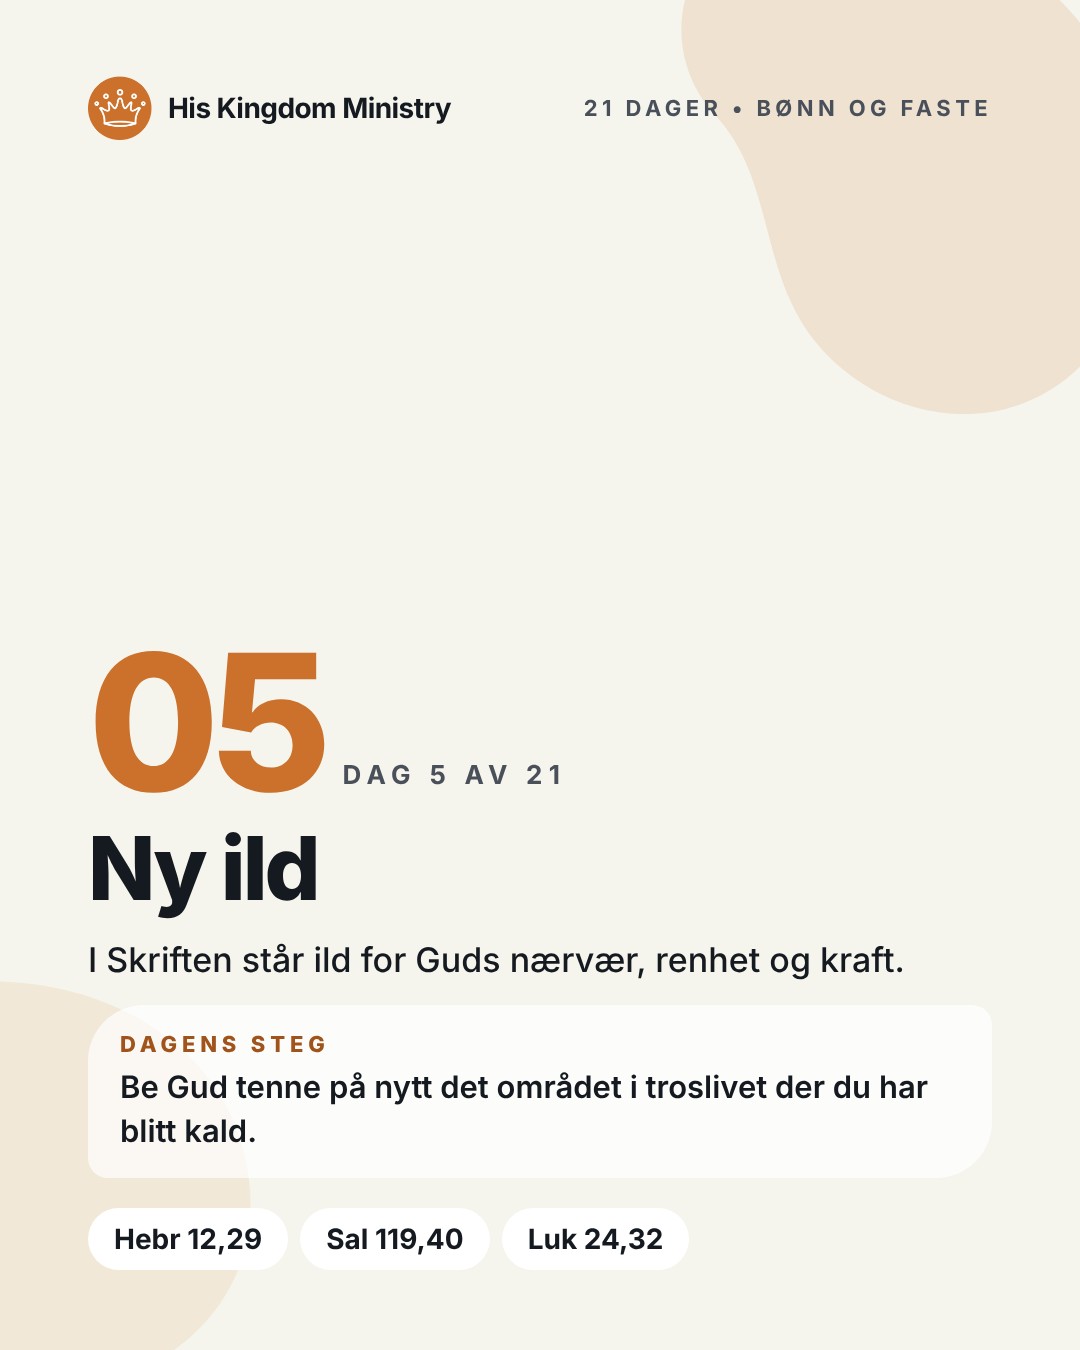 His Kingdom Ministry
21 DAGER • BØNN OG FASTE
05
DAG 5 AV 21
Ny ild
I Skriften står ild for Guds nærvær, renhet og kraft.
DAGENS STEG
Be Gud tenne på nytt det området i troslivet der du har
blitt kald.
Hebr 12,29
Sal 119,40
Luk 24,32